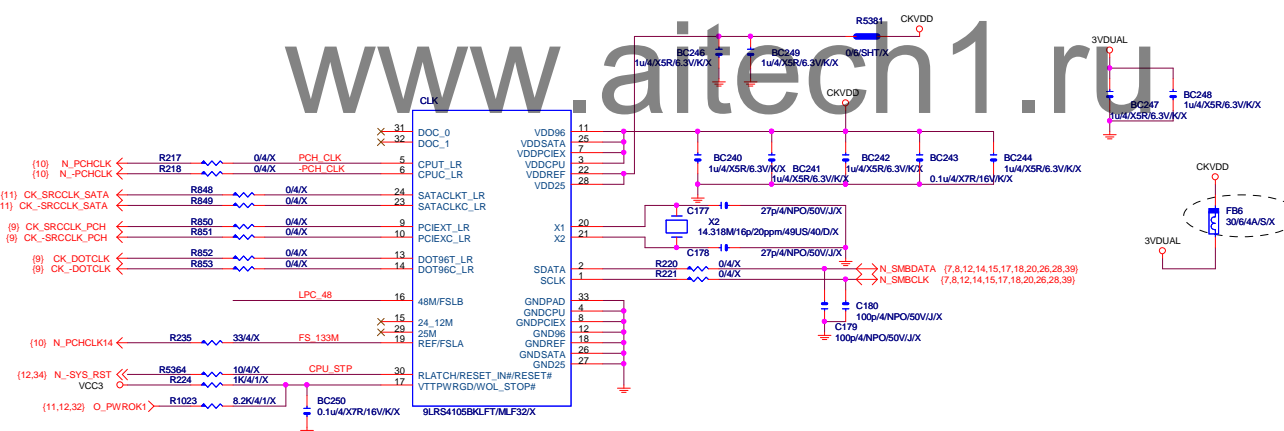 www.aitech1.ru
R5381 CKVDD
0/6/SHT/X
BC246 BC249
1u/4/X5R/6.3V/K/X 1u/4/X5R/6.3V/K/X
3VDUAL
BC247 BC248
1u/4/X5R/6.3V/K/X 1u/4/X5R/6.3V/K/X
CLK
CKVDD
31 DOC_0 VDD96 11
32 DOC_1 VDDSATA 25
VDDPCIEX 7
{10} N_PCHCLK R217 0/4/X PCH_CLK 5 CPUT_LR VDDCPU 3
{10} N_-PCHCLK R218 0/4/X -PCH_CLK 6 CPUC_LR VDDREF 22
VDD25 28
BC240 BC241 BC242 BC243 BC244
1u/4/X5R/6.3V/K/X 1u/4/X5R/6.3V/K/X 1u/4/X5R/6.3V/K/X 0.1u/4/X7R/16V/K/X 1u/4/X5R/6.3V/K/X
{11} CK_SRCCLK_SATA R848 0/4/X 24 SATACLKT_LR
11} CK_-SRCCLK_SATA R849 0/4/X 23 SATACLKC_LR
{9} CK_SRCCLK_PCH R850 0/4/X 9 PCIEXT_LR X1 20
{9} CK_-SRCCLK_PCH R851 0/4/X 10 PCIEXC_LR X2 21
C177 27p/4/NPO/50V/J/X
X2
14.318M/16p/20ppm/49US/40/D/X
C178 27p/4/NPO/50V/J/X
CKVDD
FB6
30/6/4A/S/X
3VDUAL
{9} CK_DOTCLK R852 0/4/X 13 DOT96T_LR
{9} CK_-DOTCLK R853 0/4/X 14 DOT96C_LR
SDATA 2 R220 0/4/X N_SMBDATA {7,8,12,14,15,17,18,20,26,28,39}
SCLK 1 R221 0/4/X N_SMBCLK {7,8,12,14,15,17,18,20,26,28,39}
C180
100p/4/NPO/50V/J/X
C179
100p/4/NPO/50V/J/X
LPC_48 16 48M/FSLB GNDPAD 33
GNDCPU 4
15 24_12M GNDPCIEX 8
29 25M GND96 12
{10} N_PCHCLK14 R235 33/4/X FS_133M 19 REF/FSLA GNDREF 18
GNDSATA 26
GND25 27
{12,34} N_-SYS_RST R5364 10/4/X CPU_STP 30 RLATCH/RESET_IN#/RESET#
VCC3 R224 1K/4/1/X 17 VTTPWRGD/WOL_STOP#
{11,12,32} O_PWROK1 R1023 8.2K/4/1/X
BC250
0.1u/4/X7R/16V/K/X
9LRS4105BKLFT/MLF32/X